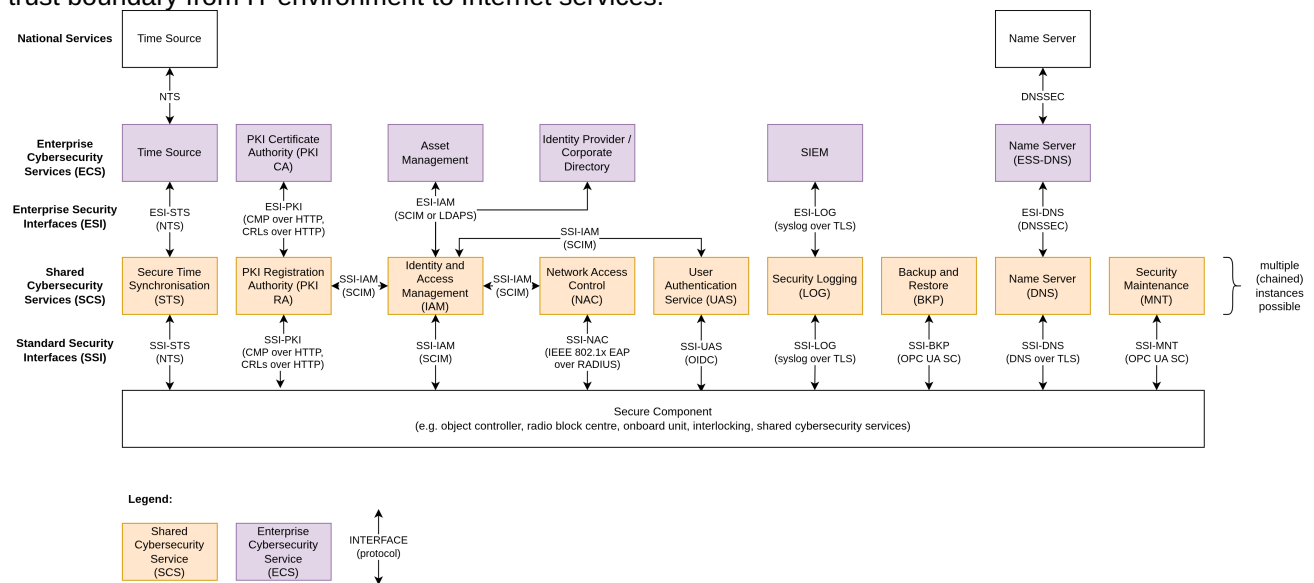 trust boundary from IT environment to Internet services.
National Services
Time Source
Name Server
NTS
DNSSEC
Enterprise
Cybersecurity
Services (ECS)
Time Source
PKI Certificate
Authority (PKI
CA)
Asset
Management
Identity Provider /
Corporate
Directory
SIEM
Name Server
(ESS-DNS)
Enterprise Security
Interfaces (ESI)
ESI-STS
(NTS)
ESI-PKI
(CMP over HTTP,
CRLs over HTTP)
ESI-IAM
(SCIM or LDAPS)
ESI-LOG
(syslog over TLS)
ESI-DNS
(DNSSEC)
SSI-IAM
(SCIM)
Shared
Cybersecurity
Services (SCS)
Secure Time
Synchronisation
(STS)
PKI Registration
Authority (PKI
RA)
SSI-IAM
(SCIM)
Identity and
Access
Management
(IAM)
SSI-IAM
(SCIM)
Network Access
Control
(NAC)
User
Authentication
Service (UAS)
Security Logging
(LOG)
Backup and
Restore
(BKP)
Name Server
(DNS)
Security
Maintenance
(MNT)
multiple
(chained)
instances
possible
Standard Security
Interfaces (SSI)
SSI-STS
(NTS)
SSI-PKI
(CMP over HTTP,
CRLs over HTTP)
SSI-IAM
(SCIM)
SSI-NAC
(IEEE 802.1x EAP
over RADIUS)
SSI-UAS
(OIDC)
SSI-LOG
(syslog over TLS)
SSI-BKP
(OPC UA SC)
SSI-DNS
(DNS over TLS)
SSI-MNT
(OPC UA SC)
Secure Component
(e.g. object controller, radio block centre, onboard unit, interlocking, shared cybersecurity services)
Legend:
Shared
Cybersecurity
Service
(SCS)
Enterprise
Cybersecurity
Service
(ECS)
INTERFACE
(protocol)